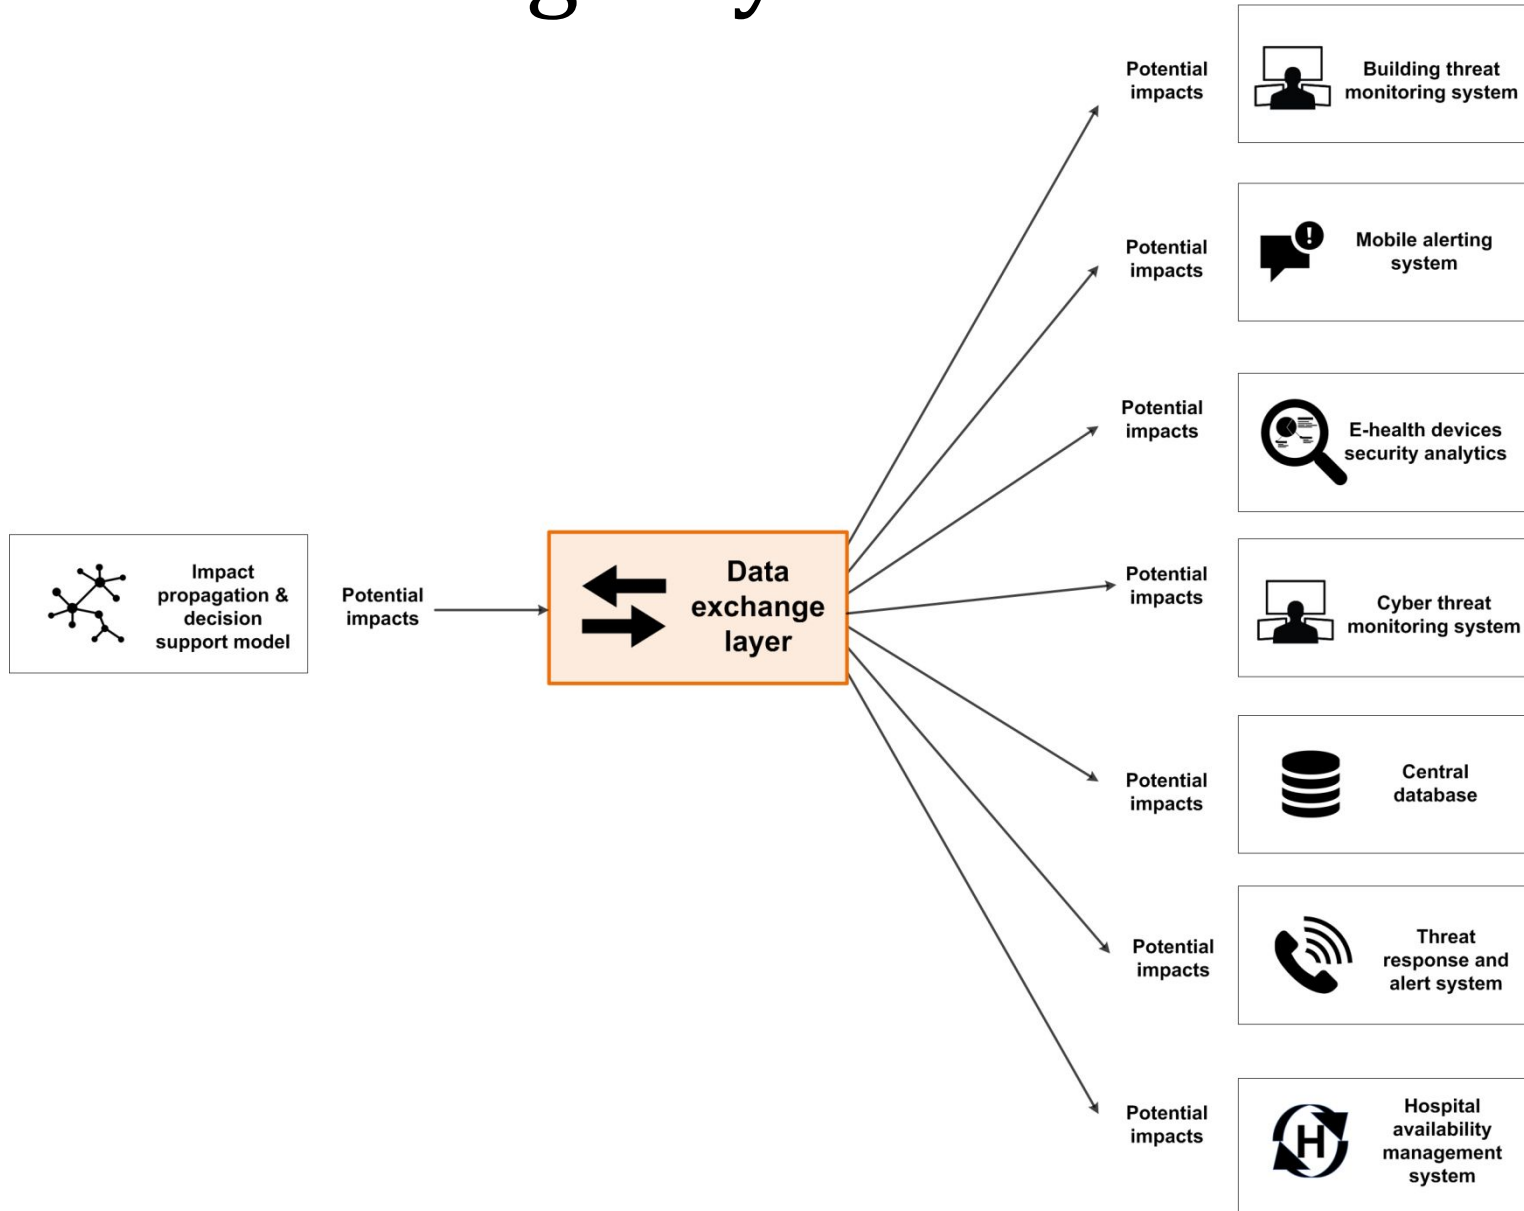 Potential
impacts
Building threat
monitoring system
Potential
impacts
Mobile alerting
system
Potential
impacts
E-health devices
security analytics
Impact
propagation &
decision
support model
Potential
impacts
Data
exchange
layer
Potential
impacts
Cyber threat
monitoring system
Potential
impacts
Central
database
Potential
impacts
Threat
response and
alert system
Potential
impacts
H
Hospital
availability
management
system